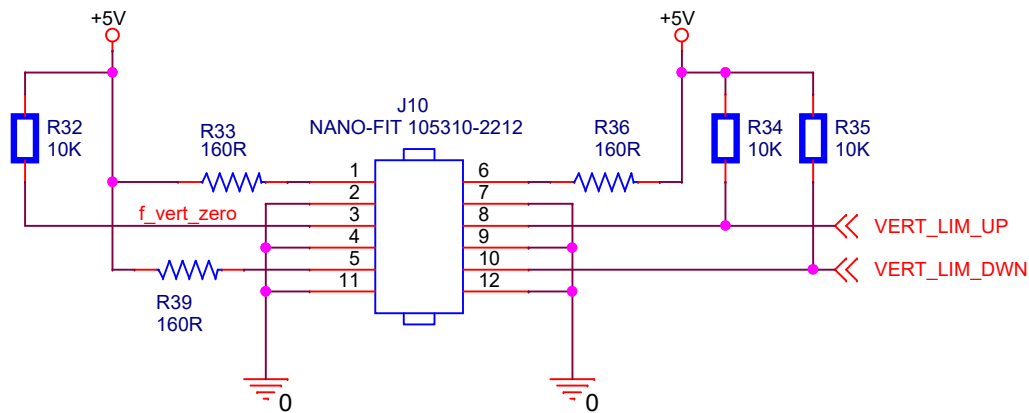 +5V
+5V
J10
NANO-FIT 105310-2212
R32
10K
R33
160R
R36
160R
R34
10K
R35
10K
1
6
2
7
f_vert_zero
3
8
VERT_LIM_UP
4
9
5
10
VERT_LIM_DWN
11
12
R39
160R
0
0